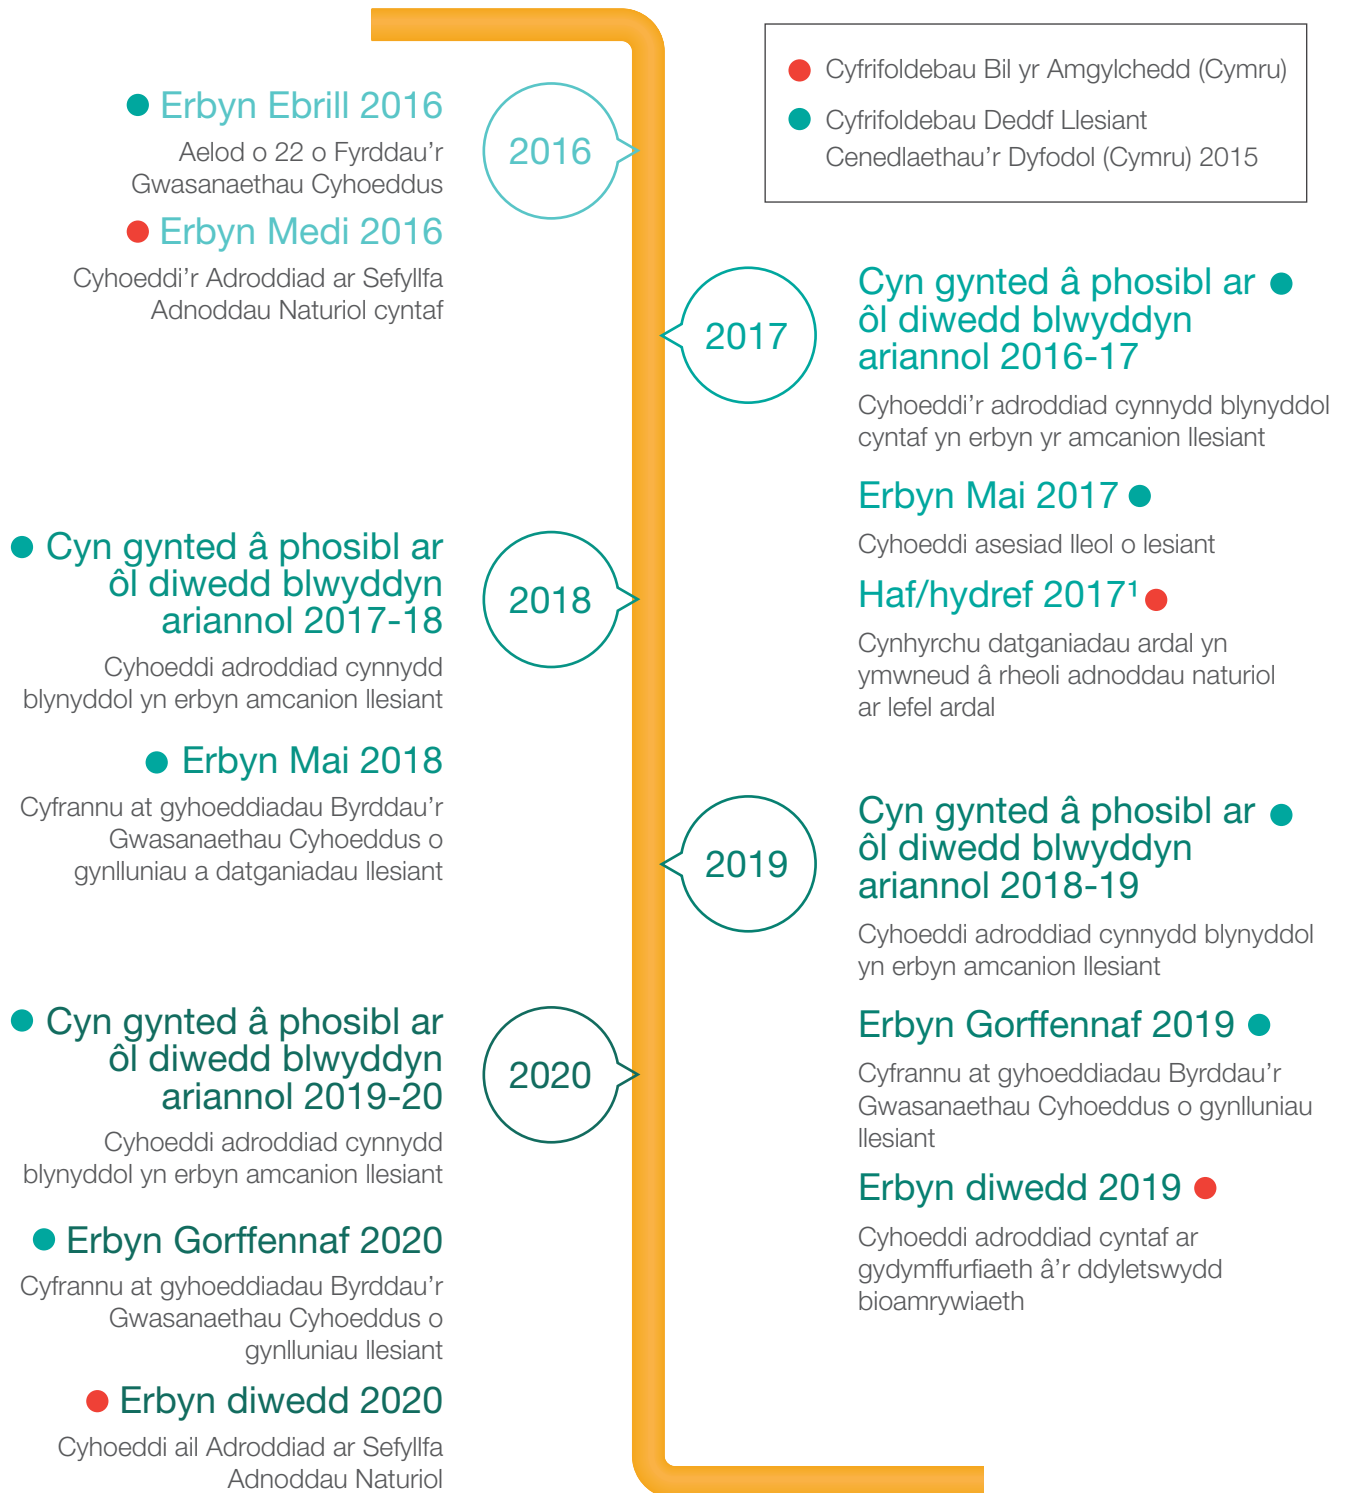 Cyfrifoldebau Bil yr Amgylchedd (Cymru)
Cyfrifoldebau Deddf Llesiant
Cenedlaethau'r Dyfodol (Cymru) 2015
2016
Erbyn Ebrill 2016
Aelod o 22 o Fyrddau'r
Gwasanaethau Cyhoeddus
Erbyn Medi 2016
Cyhoeddi’r Adroddiad ar Sefyllfa
Adnoddau Naturiol cyntaf
2017
Cyn gynted â phosibl ar
ôl diwedd blwyddyn
ariannol 2016-17
Cyhoeddi’r adroddiad cynnydd blynyddol
cyntaf yn erbyn yr amcanion llesiant
Erbyn Mai 2017
Cyhoeddi asesiad lleol o lesiant
Haf/hydref 2017¹
Cynhyrchu datganiadau ardal yn
ymwneud â rheoli adnoddau naturiol
ar lefel ardal
2018
Cyn gynted â phosibl ar
ôl diwedd blwyddyn
ariannol 2017-18
Cyhoeddi adroddiad cynnydd
blynyddol yn erbyn amcanion llesiant
Erbyn Mai 2018
Cyfrannu at gyhoeddiadau Byrddau'r
Gwasanaethau Cyhoeddus o
gynlluniau a datganiadau llesiant
2019
Cyn gynted â phosibl ar
ôl diwedd blwyddyn
ariannol 2018-19
Cyhoeddi adroddiad cynnydd blynyddol
yn erbyn amcanion llesiant
Erbyn Gorffennaf 2019
Cyfrannu at gyhoeddiadau Byrddau'r
Gwasanaethau Cyhoeddus o gynlluniau
llesiant
Erbyn diwedd 2019
Cyhoeddi adroddiad cyntaf ar
gydymffurfiaeth â’r ddyletswydd
bioamrywiaeth
2020
Cyn gynted â phosibl ar
ôl diwedd blwyddyn
ariannol 2019-20
Cyhoeddi adroddiad cynnydd
blynyddol yn erbyn amcanion llesiant
Erbyn Gorffennaf 2020
Cyfrannu at gyhoeddiadau Byrddau'r
Gwasanaethau Cyhoeddus o
gynlluniau llesiant
Erbyn diwedd 2020
Cyhoeddi ail Adroddiad ar Sefyllfa
Adnoddau Naturiol